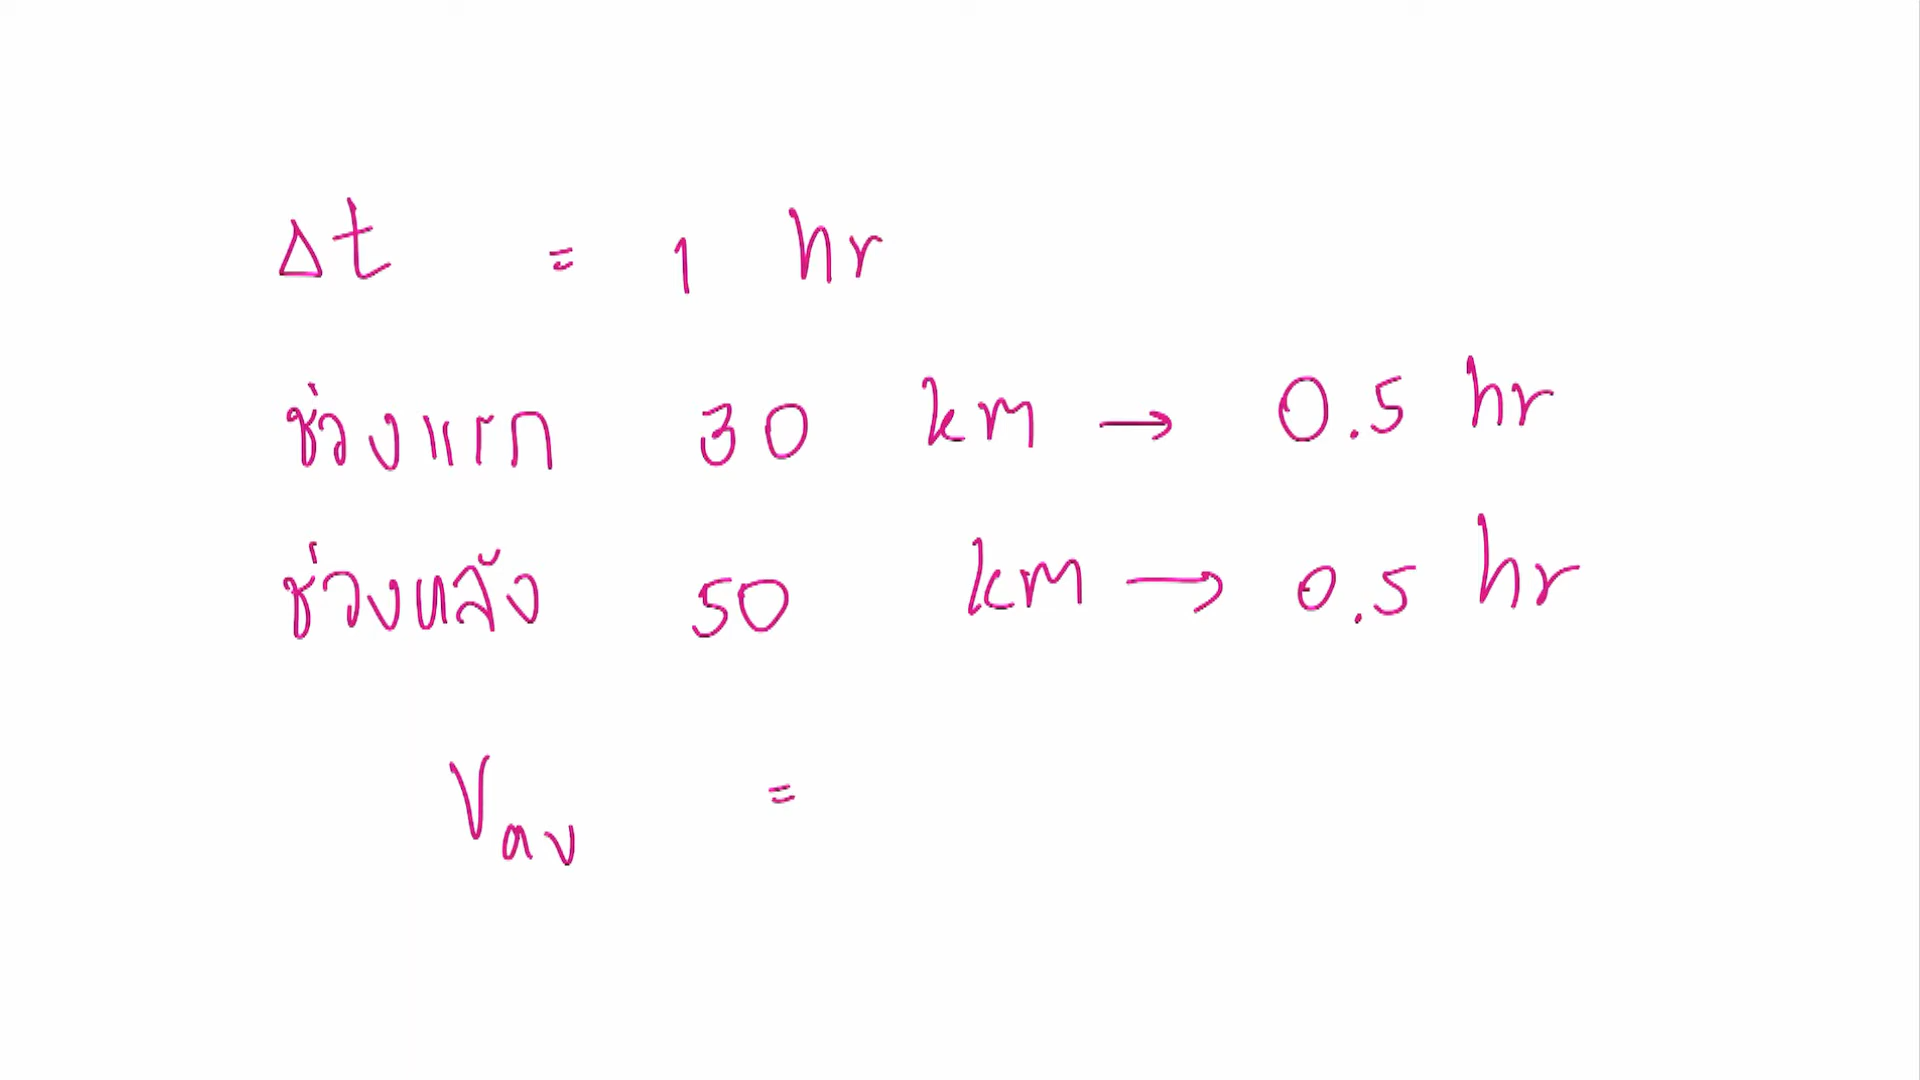 Δt = 1 hr
ช่วงแรก 30 km → 0.5 hr
ช่วงหลัง 50 km → 0.5 hr
Vav =